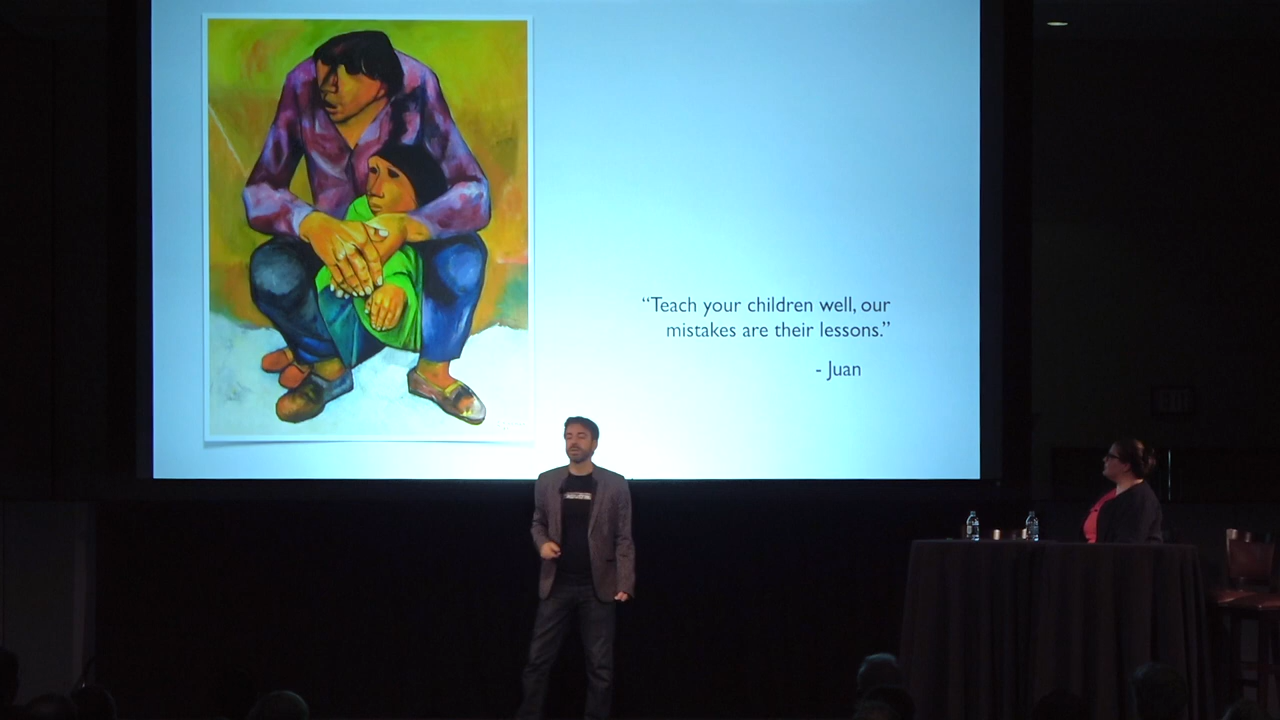 “Teach your children well, our
mistakes are their lessons.”
- Juan